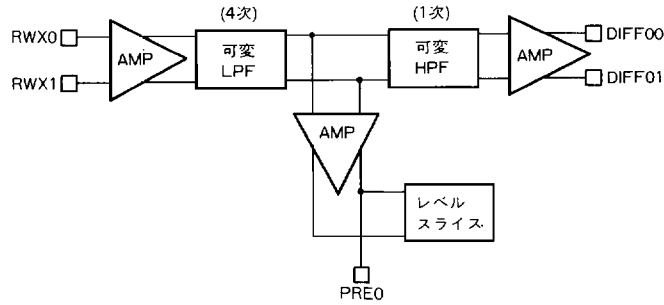 (4次)
(1次)
RWX0
RWX1
AMP
可変
LPF
可変
HPF
AMP
DIFF00
DIFF01
AMP
レベル
スライス
PRE0